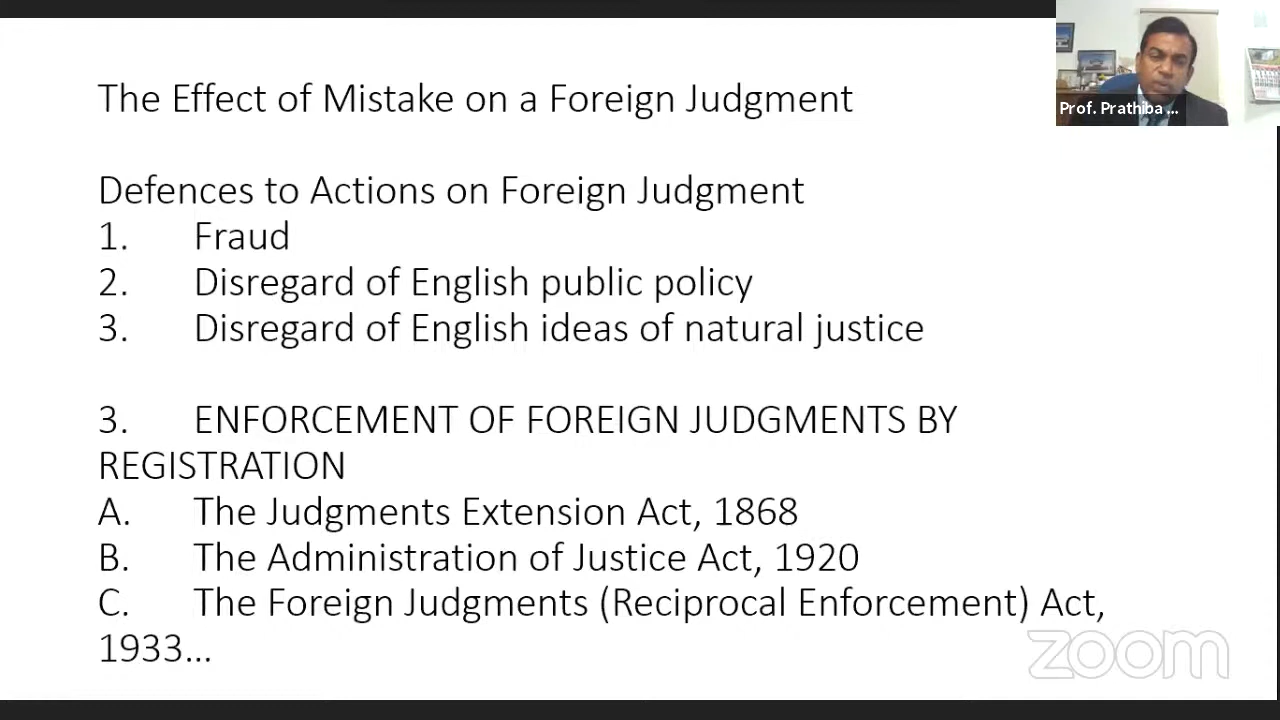 The Effect of Mistake on a Foreign Judgment
Prof. Prathiba ...
Defences to Actions on Foreign Judgment
1. Fraud
2. Disregard of English public policy
3. Disregard of English ideas of natural justice
3. ENFORCEMENT OF FOREIGN JUDGMENTS BY
REGISTRATION
A. The Judgments Extension Act, 1868
B. The Administration of Justice Act, 1920
C. The Foreign Judgments (Reciprocal Enforcement) Act,
1933...
zoom